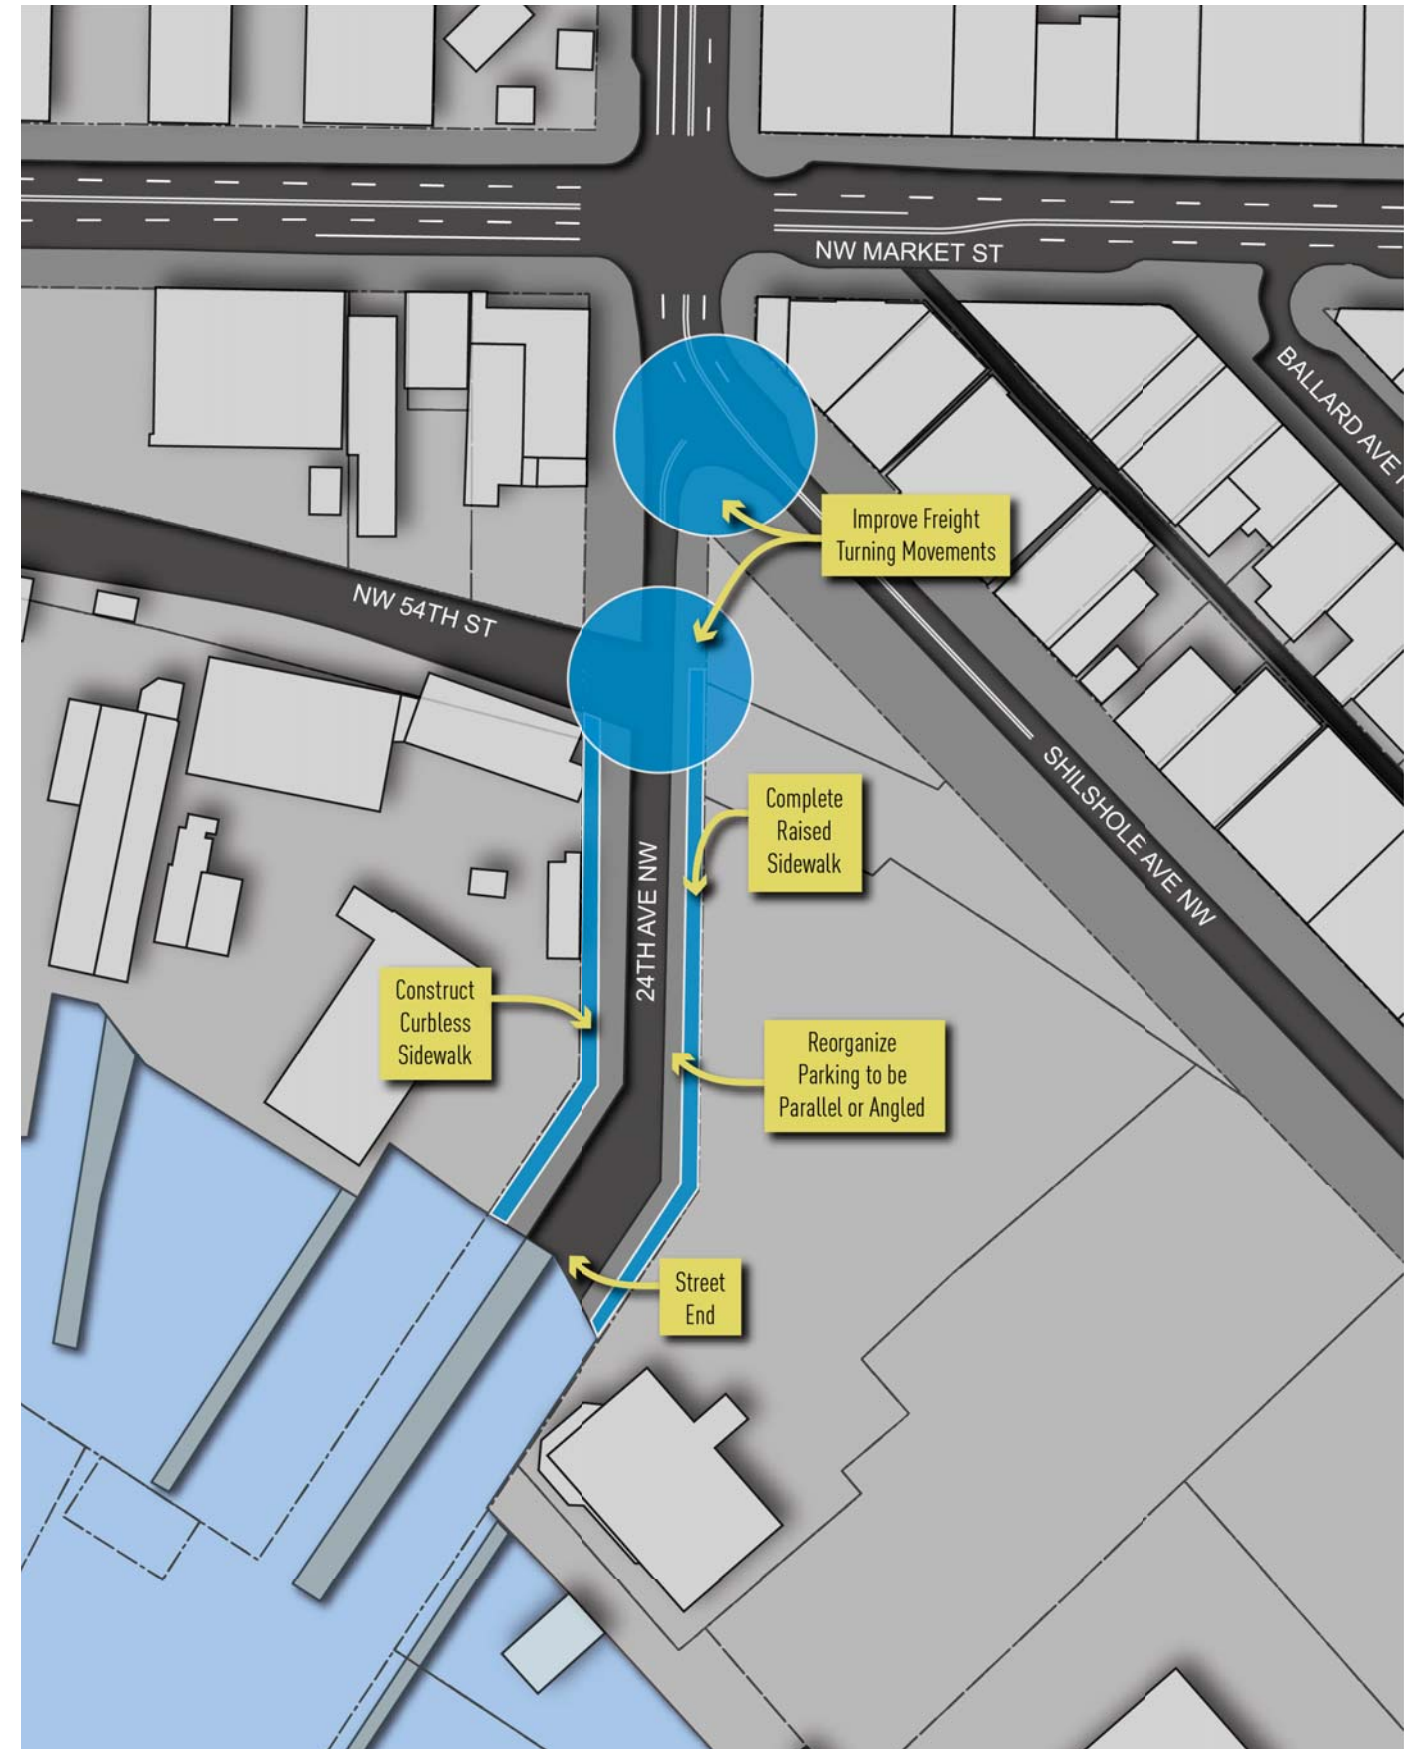 NW MARKET ST
BALLARD AVE
Improve Freight
Turning Movements
NW 54TH ST
SHILSHOLE AVE NW
Complete
Raised
Sidewalk
24TH AVE NW
Construct
Curbless
Sidewalk
Reorganize
Parking to be
Parallel or Angled
Street
End